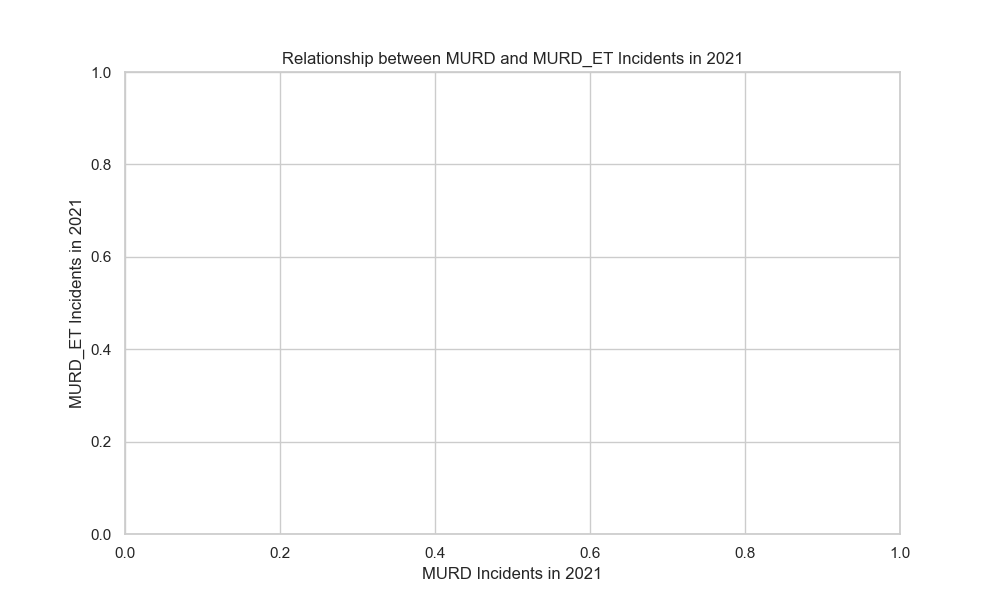 Relationship between MURD and MURD_ET Incidents in 2021
1.0
0.8
0.6
0.4
0.2
0.0
MURD_ET Incidents in 2021
0.0 0.2 0.4 0.6 0.8 1.0
MURD Incidents in 2021